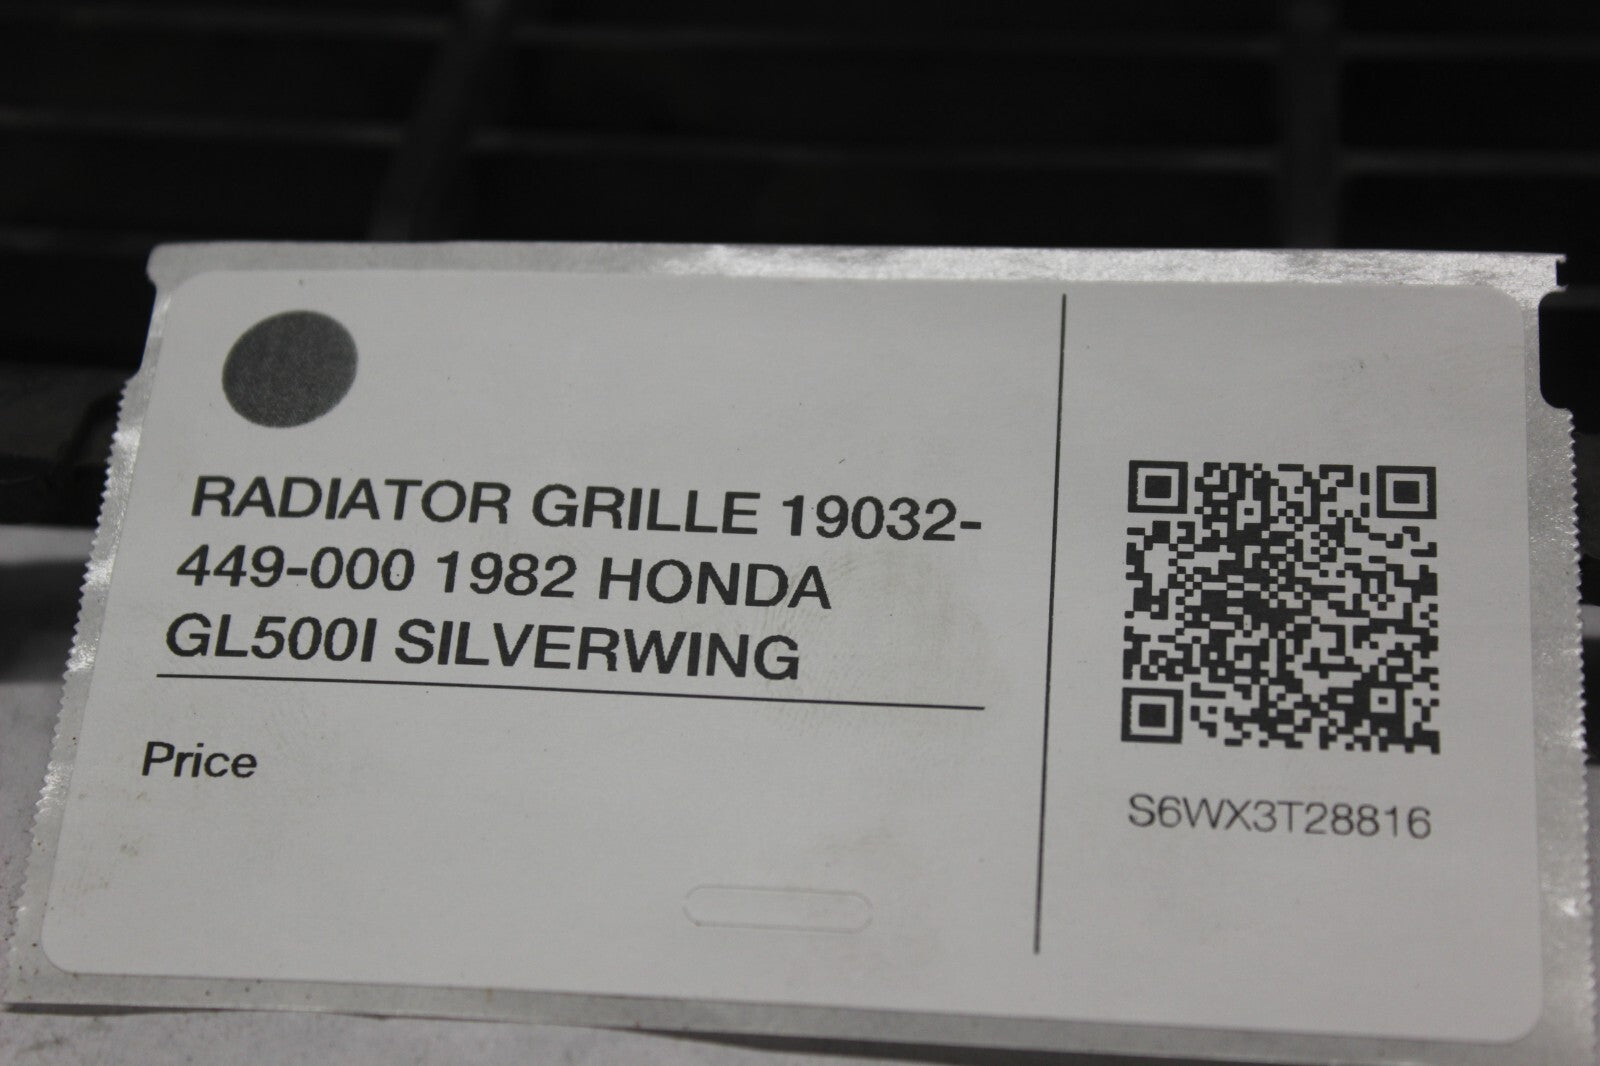 RADIATOR GRILLE 19032-
449-000 1982 HONDA
GL500I SILVERWING
Price
S6WX3T28816